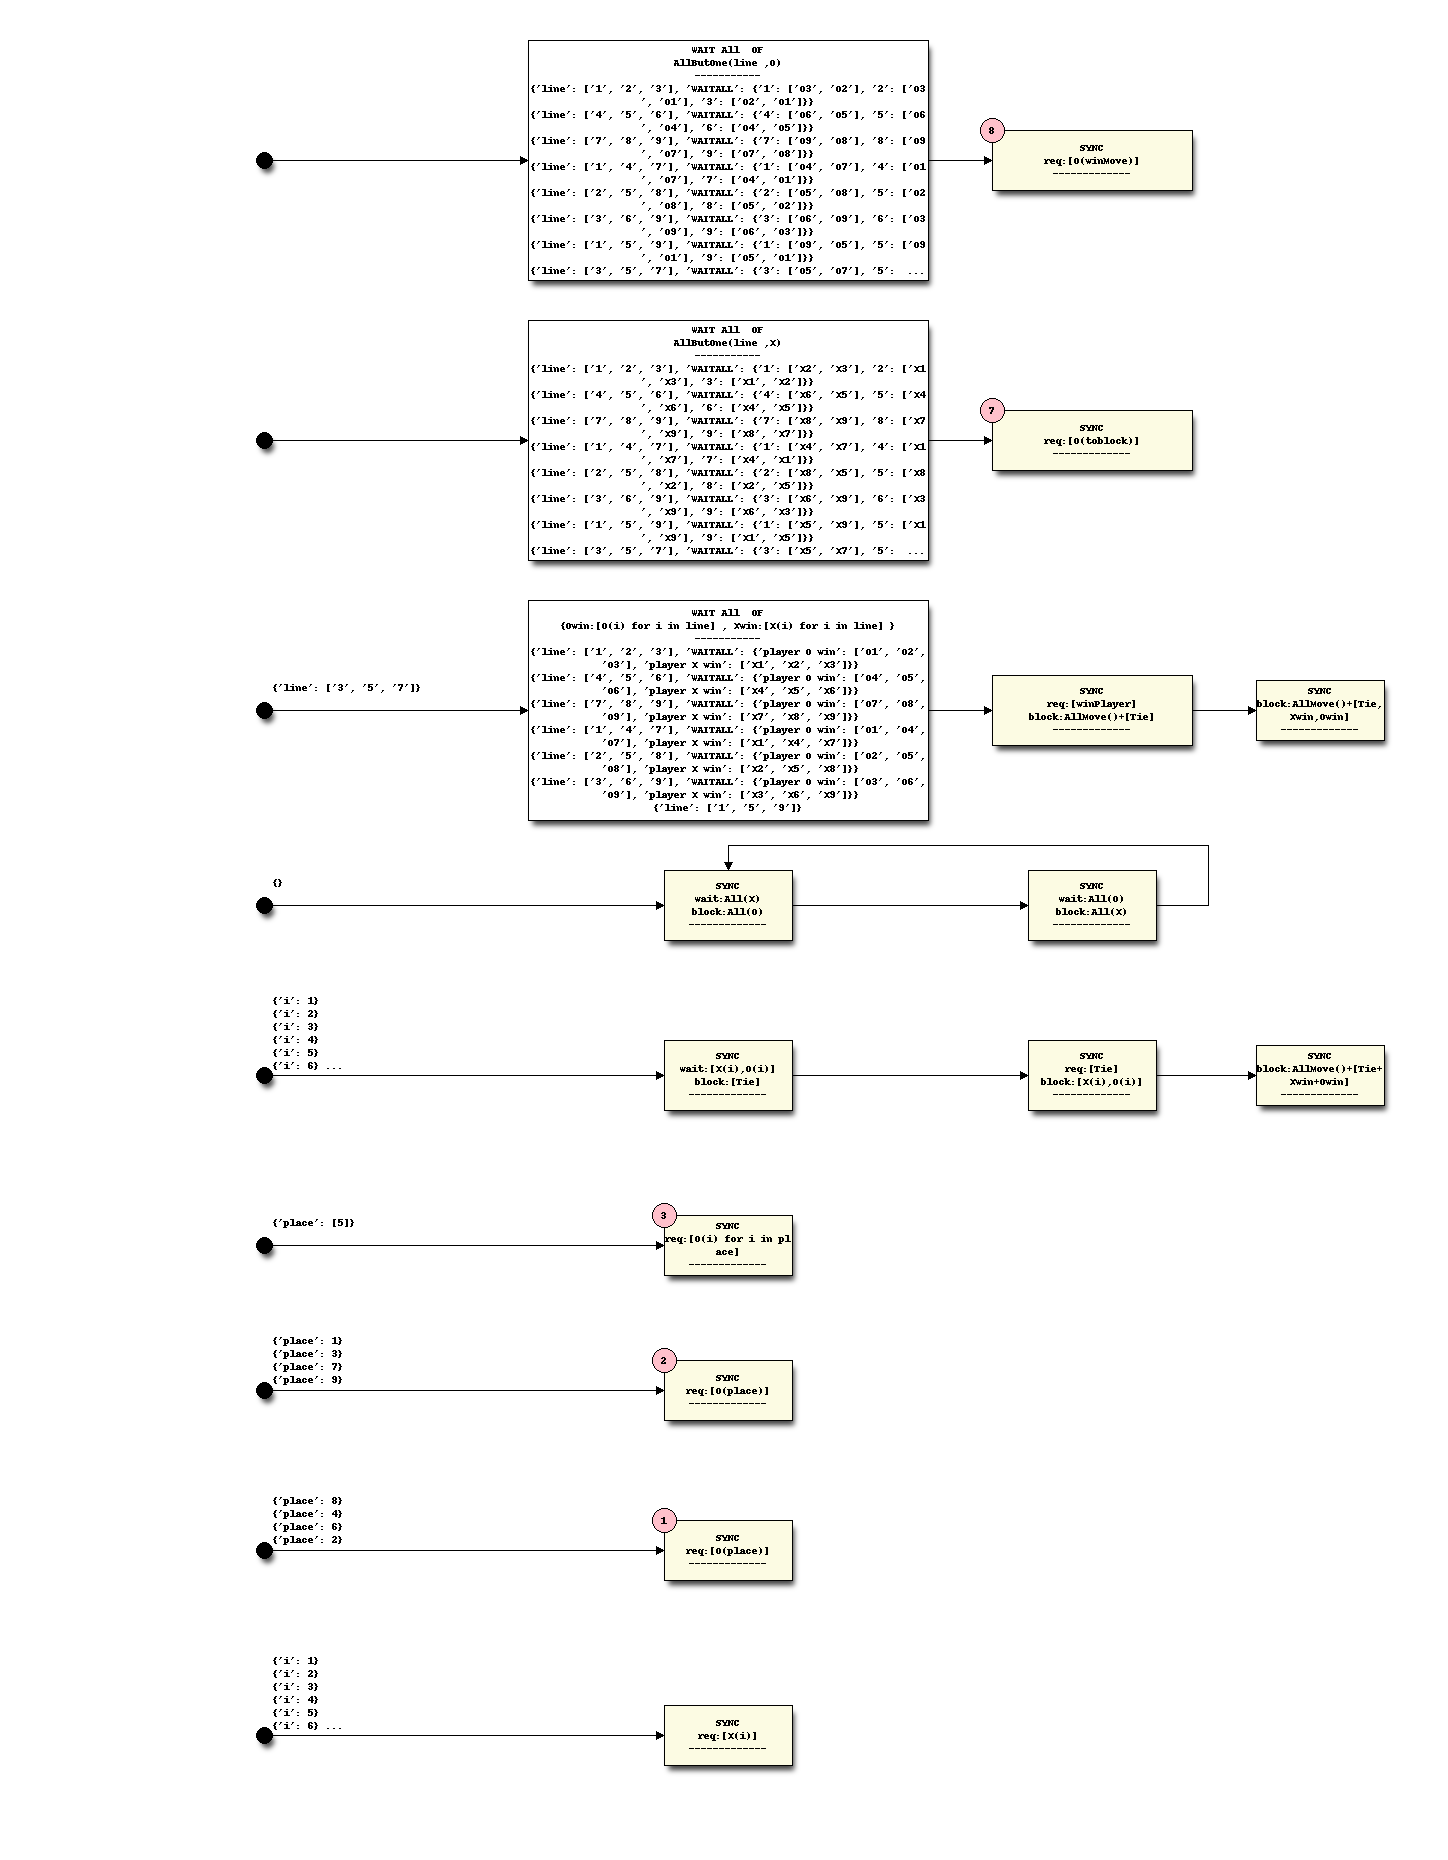 WAIT All  OF
AllButOne(line ,O)
-----------
{'line': ['1', '2', '3'], 'WAITALL': {'1': ['O3', 'O2'], '2': ['O3
', 'O1'], '3': ['O2', 'O1']}}
{'line': ['4', '5', '6'], 'WAITALL': {'4': ['O6', 'O5'], '5': ['O6
', 'O4'], '6': ['O4', 'O5']}}
{'line': ['7', '8', '9'], 'WAITALL': {'7': ['O9', 'O8'], '8': ['O9
', 'O7'], '9': ['O7', 'O8']}}
{'line': ['1', '4', '7'], 'WAITALL': {'1': ['O4', 'O7'], '4': ['O1
', 'O7'], '7': ['O4', 'O1']}}
{'line': ['2', '5', '8'], 'WAITALL': {'2': ['O5', 'O8'], '5': ['O2
', 'O8'], '8': ['O5', 'O2']}}
{'line': ['3', '6', '9'], 'WAITALL': {'3': ['O6', 'O9'], '6': ['O3
', 'O9'], '9': ['O6', 'O3']}}
{'line': ['1', '5', '9'], 'WAITALL': {'1': ['O9', 'O5'], '5': ['O9
', 'O1'], '9': ['O5', 'O1']}}
{'line': ['3', '5', '7'], 'WAITALL': {'3': ['O5', 'O7'], '5':  ...
8
SYNC
req:[O(winMove)]
-------------
WAIT All  OF
AllButOne(line ,X)
-----------
{'line': ['1', '2', '3'], 'WAITALL': {'1': ['X2', 'X3'], '2': ['X1
', 'X3'], '3': ['X1', 'X2']}}
{'line': ['4', '5', '6'], 'WAITALL': {'4': ['X6', 'X5'], '5': ['X4
', 'X6'], '6': ['X4', 'X5']}}
{'line': ['7', '8', '9'], 'WAITALL': {'7': ['X8', 'X9'], '8': ['X7
', 'X9'], '9': ['X8', 'X7']}}
{'line': ['1', '4', '7'], 'WAITALL': {'1': ['X4', 'X7'], '4': ['X1
', 'X7'], '7': ['X4', 'X1']}}
{'line': ['2', '5', '8'], 'WAITALL': {'2': ['X8', 'X5'], '5': ['X8
', 'X2'], '8': ['X2', 'X5']}}
{'line': ['3', '6', '9'], 'WAITALL': {'3': ['X6', 'X9'], '6': ['X3
', 'X9'], '9': ['X6', 'X3']}}
{'line': ['1', '5', '9'], 'WAITALL': {'1': ['X5', 'X9'], '5': ['X1
', 'X9'], '9': ['X1', 'X5']}}
{'line': ['3', '5', '7'], 'WAITALL': {'3': ['X5', 'X7'], '5':  ...
7
SYNC
req:[O(toblock)]
-------------
{'line': ['3', '5', '7']}
WAIT All  OF
{Owin:[O(i) for i in line] , Xwin:[X(i) for i in line] }
-----------
{'line': ['1', '2', '3'], 'WAITALL': {'player O win': ['O1', 'O2',
'O3'], 'player X win': ['X1', 'X2', 'X3']}}
{'line': ['4', '5', '6'], 'WAITALL': {'player O win': ['O4', 'O5',
'O6'], 'player X win': ['X4', 'X5', 'X6']}}
{'line': ['7', '8', '9'], 'WAITALL': {'player O win': ['O7', 'O8',
'O9'], 'player X win': ['X7', 'X8', 'X9']}}
{'line': ['1', '4', '7'], 'WAITALL': {'player O win': ['O1', 'O4',
'O7'], 'player X win': ['X1', 'X4', 'X7']}}
{'line': ['2', '5', '8'], 'WAITALL': {'player O win': ['O2', 'O5',
'O8'], 'player X win': ['X2', 'X5', 'X8']}}
{'line': ['3', '6', '9'], 'WAITALL': {'player O win': ['O3', 'O6',
'O9'], 'player X win': ['X3', 'X6', 'X9']}}
{'line': ['1', '5', '9']}
SYNC
req:[winPlayer]
block:AllMove()+[Tie]
-------------
SYNC
block:AllMove()+[Tie,
Xwin,Owin]
-------------
{}
SYNC
wait:All(X)
block:All(O)
-------------
SYNC
wait:All(O)
block:All(X)
-------------
{'i': 1}
{'i': 2}
{'i': 3}
{'i': 4}
{'i': 5}
{'i': 6} ...
SYNC
wait:[X(i),O(i)]
block:[Tie]
-------------
SYNC
req:[Tie]
block:[X(i),O(i)]
-------------
SYNC
block:AllMove()+[Tie+
Xwin+Owin]
-------------
{'place': [5]}
3
SYNC
req:[O(i) for i in pl
ace]
-------------
{'place': 1}
{'place': 3}
{'place': 7}
{'place': 9}
2
SYNC
req:[O(place)]
-------------
{'place': 8}
{'place': 4}
{'place': 6}
{'place': 2}
1
SYNC
req:[O(place)]
-------------
{'i': 1}
{'i': 2}
{'i': 3}
{'i': 4}
{'i': 5}
{'i': 6} ...
SYNC
req:[X(i)]
-------------